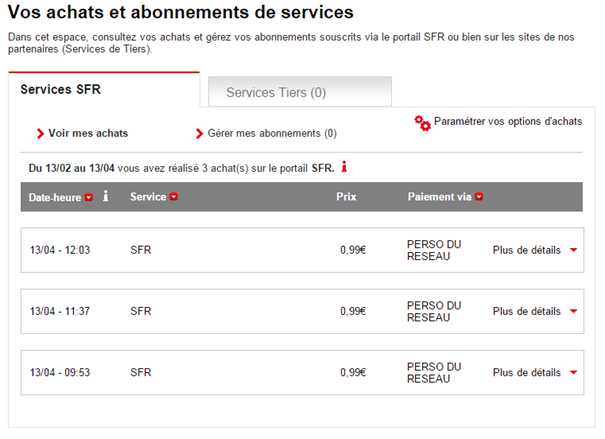 Vos achats et abonnements de services
Dans cet espace, consultez vos achats et gérez vos abonnements souscrits via le portail SFR ou bien sur les sites de nos
partenaires (Services de Tiers).
Services SFR
Services Tiers (0)
Paramétrer vos options d'achats
Voir mes achats
Gérer mes abonnements (0)
Du 13/02 au 13/04 vous avez réalisé 3 achat(s) sur le portail SFR. i
Date-heure i Service Prix Paiement via
13/04 - 12:03 SFR 0,99€ PERSO DU Plus de détails
RESEAU
13/04 - 11:37 SFR 0,99€ PERSO DU Plus de détails
RESEAU
13/04 - 09:53 SFR 0,99€ PERSO DU Plus de détails
RESEAU